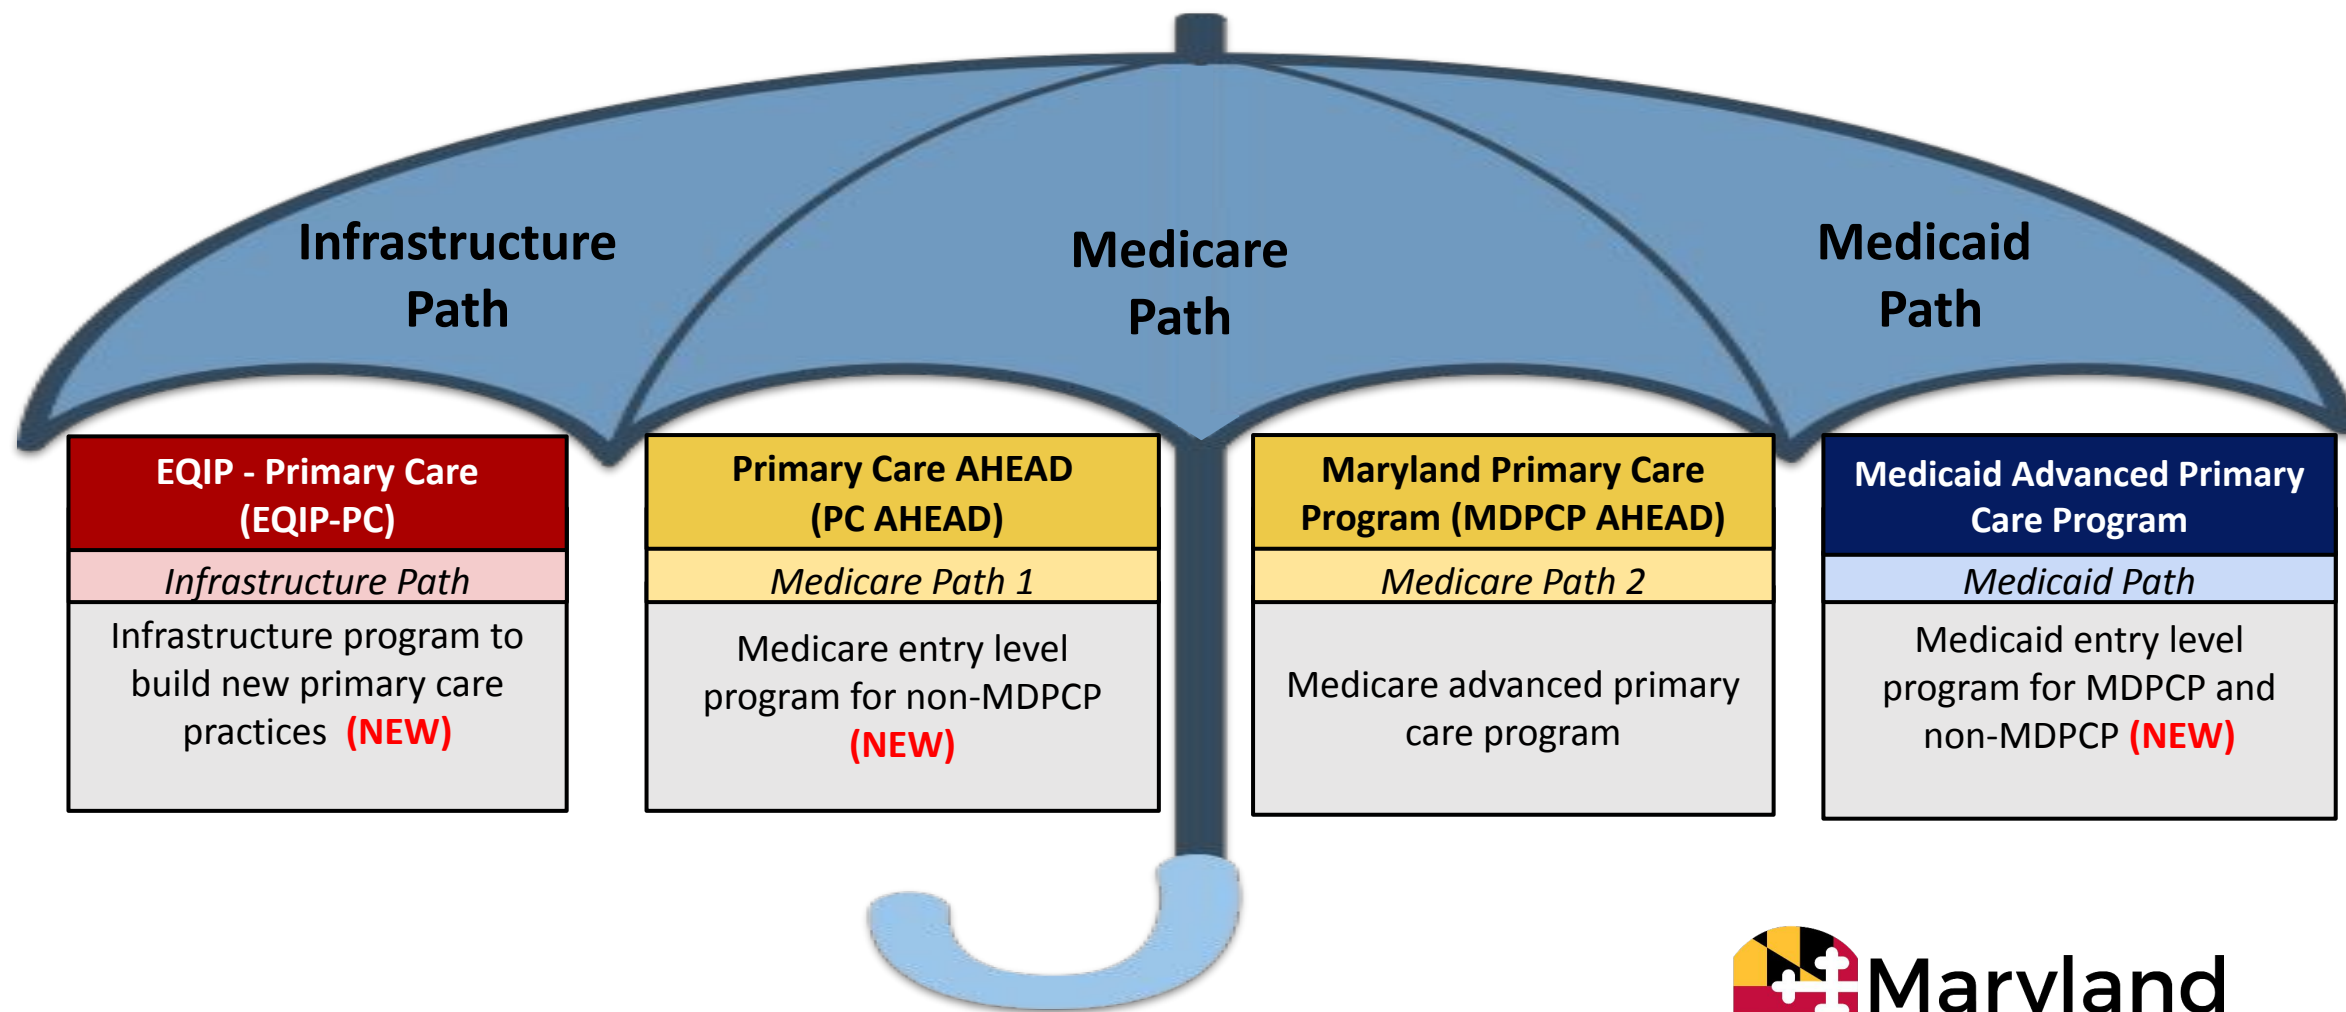 Infrastructure
Path
Medicare
Path
Medicaid
Path
EQIP - Primary Care
(EQIP-PC)
Infrastructure Path
Infrastructure program to
build new primary care
practices (NEW)
Primary Care AHEAD
(PC AHEAD)
Medicare Path 1
Medicare entry level
program for non-MDPCP
(NEW)
Maryland Primary Care
Program (MDPCP AHEAD)
Medicare Path 2
Medicare advanced primary
care program
Medicaid Advanced Primary
Care Program
Medicaid Path
Medicaid entry level
program for MDPCP and
non-MDPCP (NEW)
Maryland